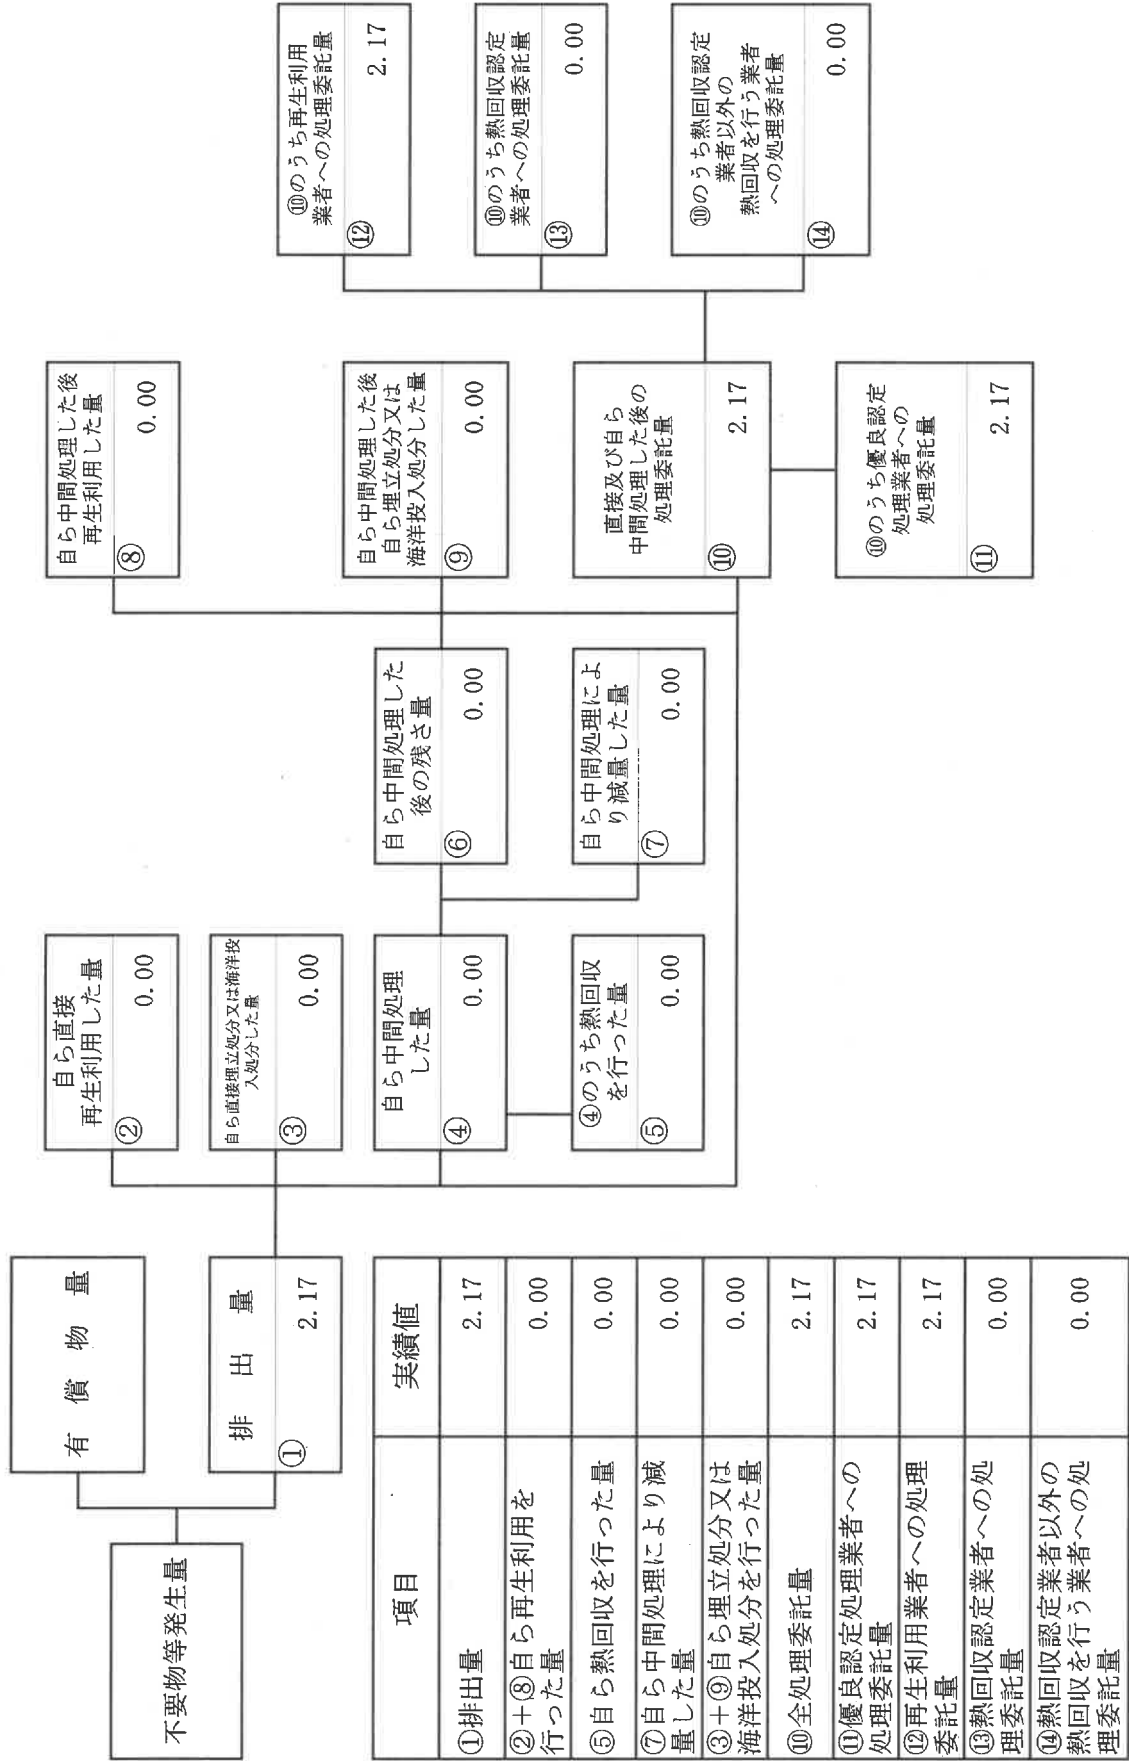 不要物等発生量
有償物量
排出量
① 2.17
自ら直接
再生利用した量
② 0.00
自ら直接埋立処分又は海洋投
入処分した量
③ 0.00
自ら中間処理
した量
④ 0.00
④のうち熱回収
を行った量
⑤ 0.00
自ら中間処理した
後の残さ量
⑥ 0.00
自ら中間処理によ
り減量した量
⑦ 0.00
自ら中間処理した後
再生利用した量
⑧ 0.00
自ら中間処理した後
自ら埋立処分又は
海洋投入処分した量
⑨ 0.00
直接及び自ら
中間処理した後の
処理委託量
⑩ 2.17
⑩のうち優良認定
処理業者への
処理委託量
⑪ 2.17
⑩のうち再生利用
業者への処理委託量
⑫ 2.17
⑩のうち熱回収認定
業者への処理委託量
⑬ 0.00
⑩のうち熱回収認定
業者以外の
熱回収を行う業者
への処理委託量
⑭ 0.00
項目 実績値
①排出量 2.17
②+⑧自ら再生利用を
行った量 0.00
⑤自ら熱回収を行った量 0.00
⑦自ら中間処理により減
量した量 0.00
③+⑨自ら埋立処分又は
海洋投入処分を行った量 0.00
⑩全処理委託量 2.17
⑪優良認定処理業者への
処理委託量 2.17
⑫再生利用業者への処理
委託量 2.17
⑬熱回収認定業者への処
理委託量 0.00
⑭熱回収認定業者以外の
熱回収を行う業者への処
理委託量 0.00